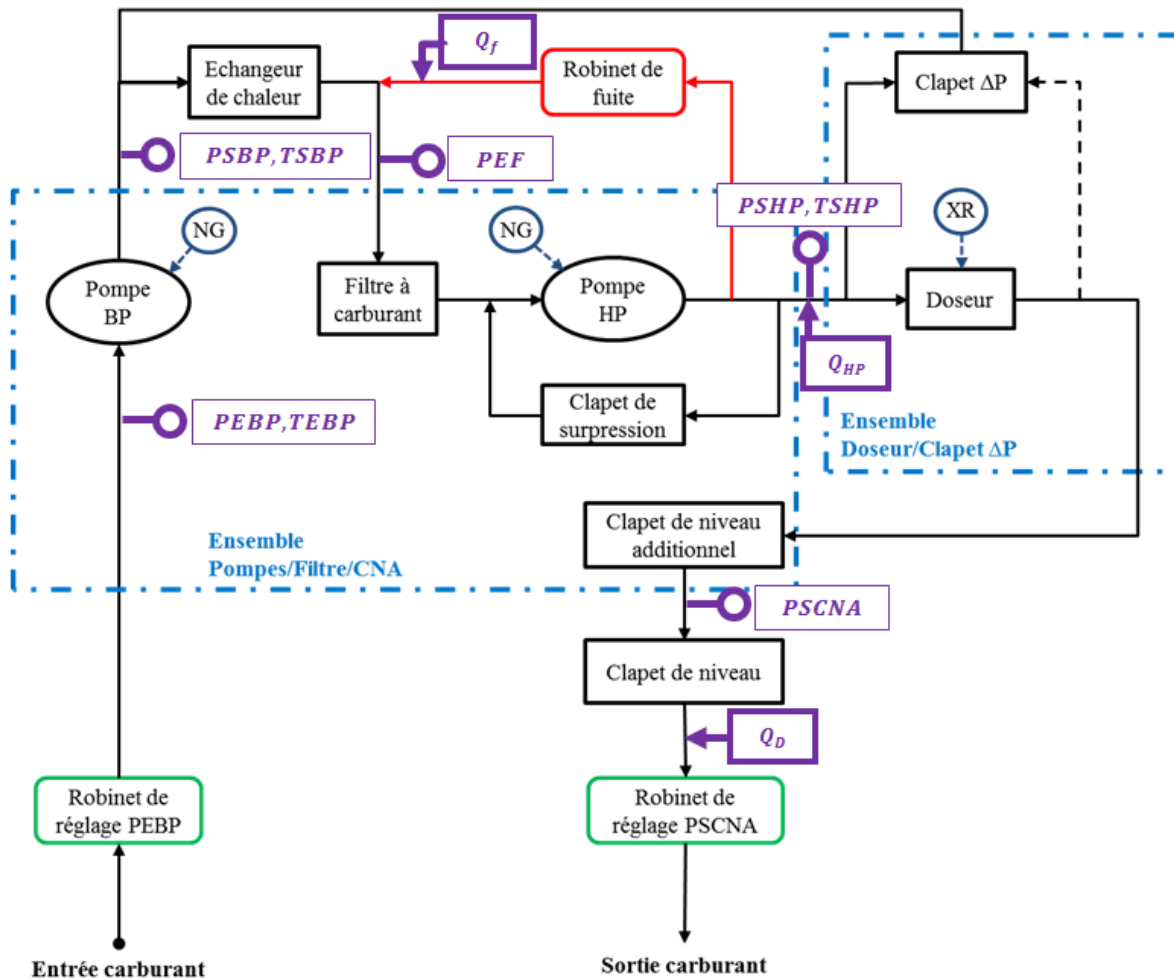 Q_f
Echangeur
de chaleur
Robinet de
fuite
Clapet ΔP
PSBP,TSBP
PEF
PSHP,TSHP
NG
NG
XR
Pompe
BP
Filtre à
carburant
Pompe
HP
Doseur
Q_HP
PEBP,TEBP
Clapet de
surpression
Ensemble
Doseur/Clapet ΔP
Ensemble
Pompes/Filtre/CNA
Clapet de niveau
additionnel
PSCNA
Clapet de niveau
Q_D
Robinet de
réglage PEBP
Robinet de
réglage PSCNA
Entrée carburant
Sortie carburant